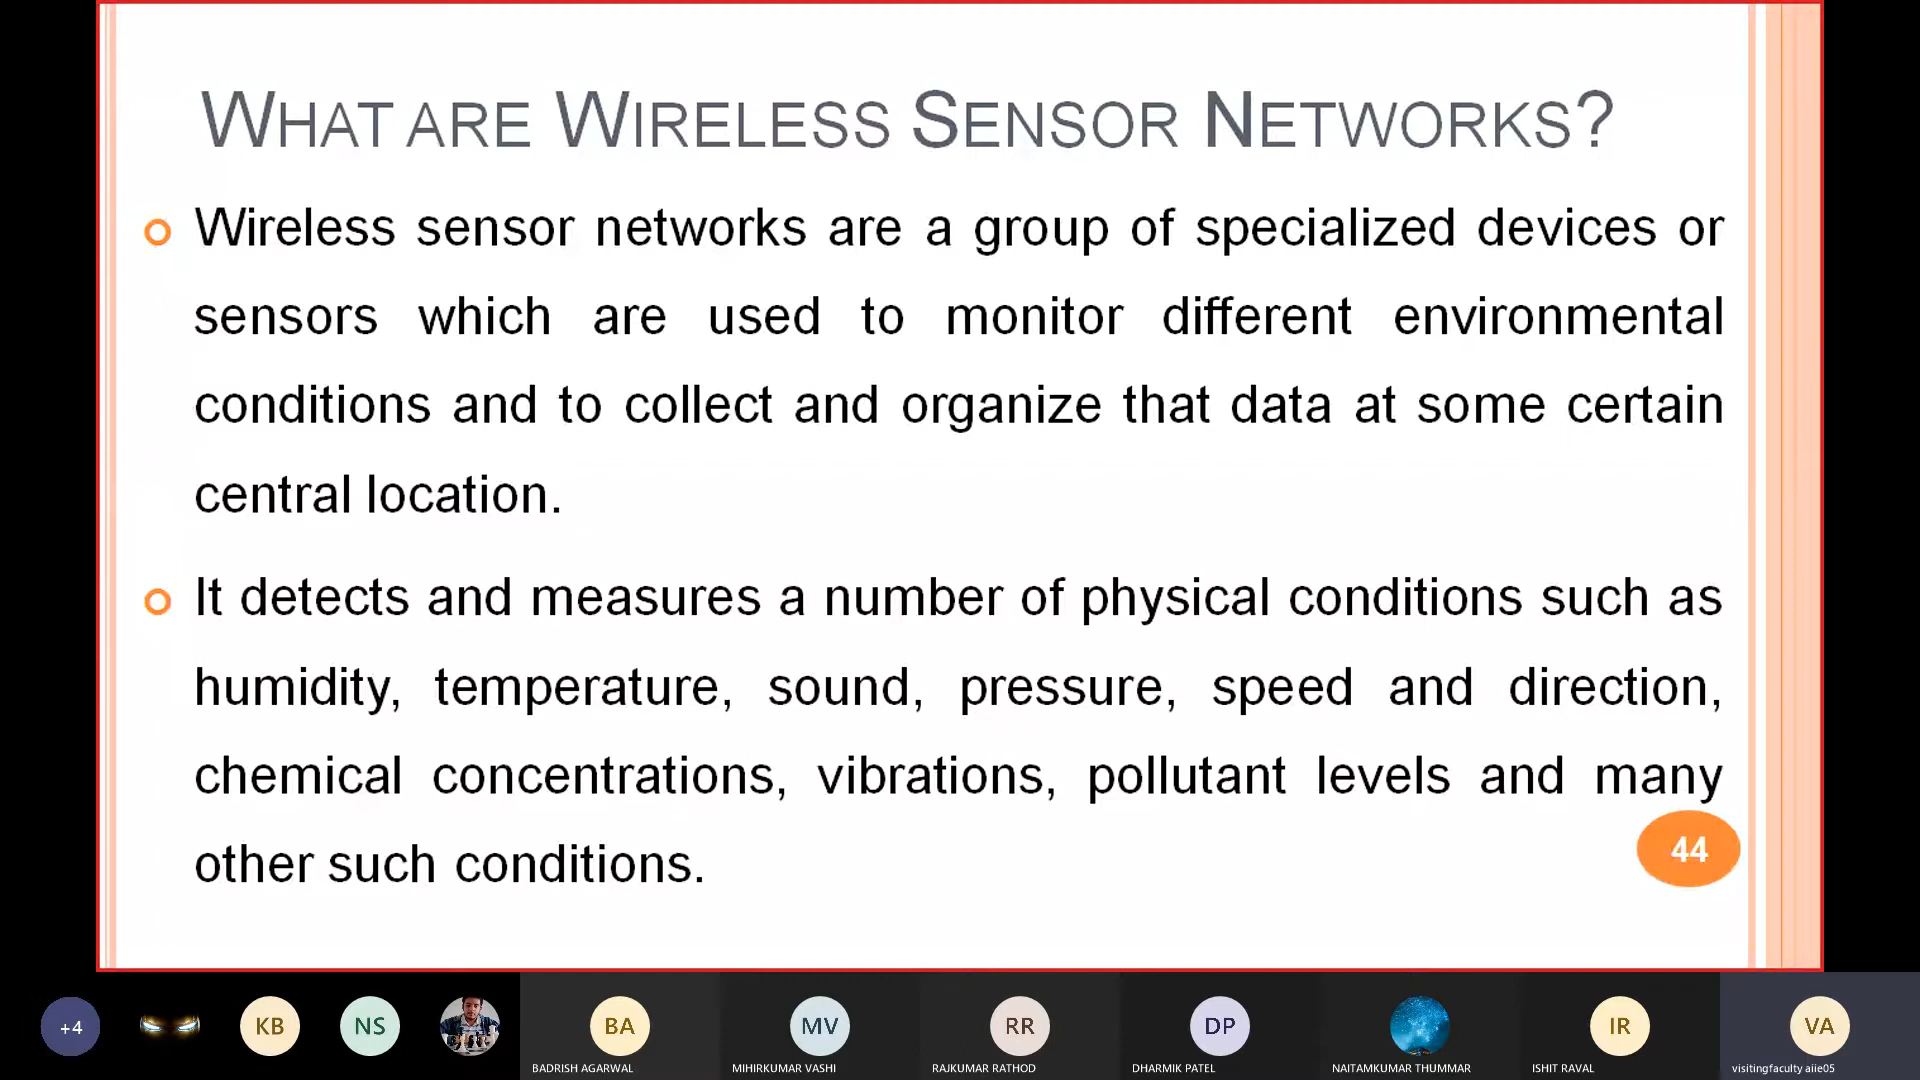 WHAT ARE WIRELESS SENSOR NETWORKS?
Wireless sensor networks are a group of specialized devices or
sensors which are used to monitor different environmental
conditions and to collect and organize that data at some certain
central location.
It detects and measures a number of physical conditions such as
humidity, temperature, sound, pressure, speed and direction,
chemical concentrations, vibrations, pollutant levels and many
other such conditions.
44
+4
KB
NS
BA
MV
RR
DP
IR
VA
BADRISH AGARWAL
MIHIRKUMAR VASHI
RAJKUMAR RATHOD
DHARMIK PATEL
NAITAMKUMAR THUMMAR
ISHIT RAVAL
visitingfaculty aiie05